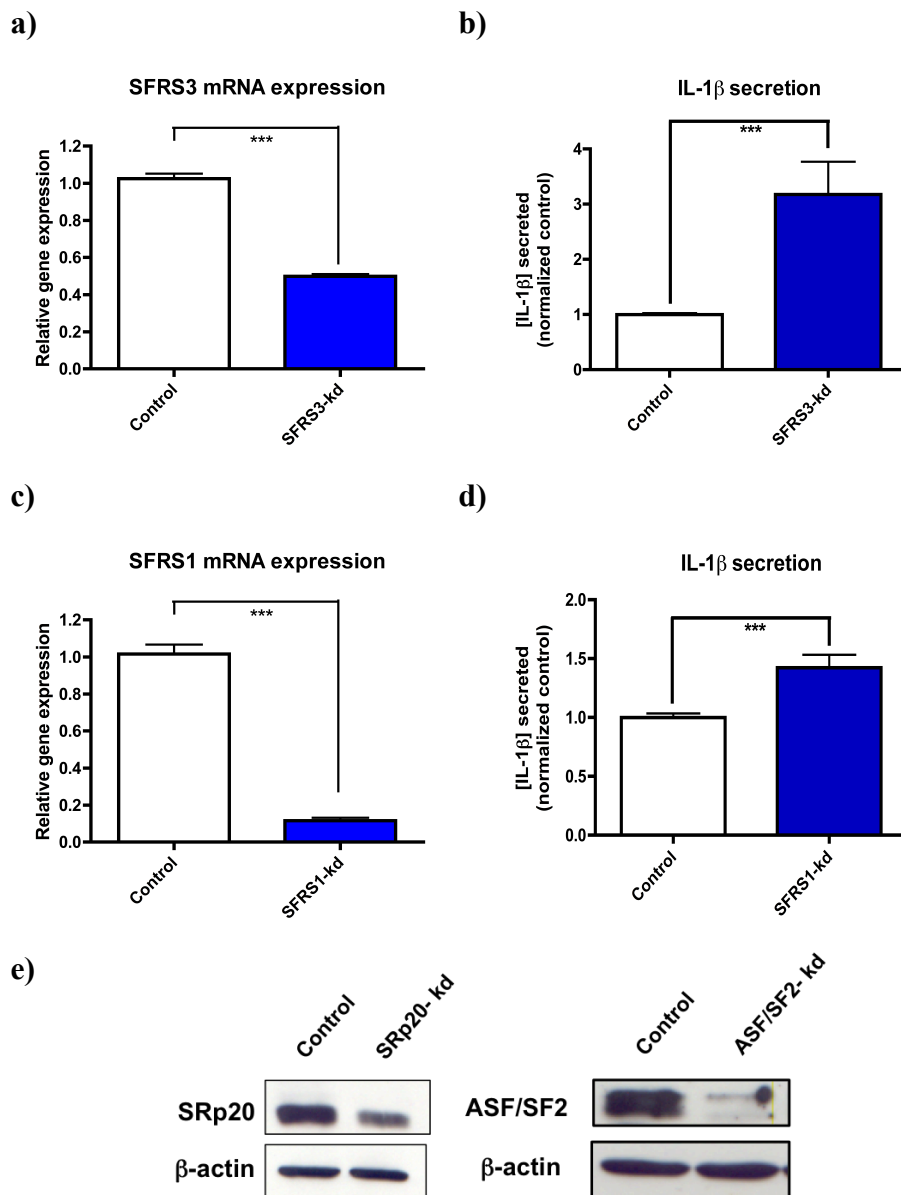 a)
SFRS3 mRNA expression
Relative gene expression
1.2
1.0
0.8
0.6
0.4
0.2
0.0
***
Control
SFRS3-kd
b)
IL-1β secretion
[IL-1β] secreted
(normalized control)
4
3
2
1
0
***
Control
SFRS3-kd
c)
SFRS1 mRNA expression
Relative gene expression
1.2
1.0
0.8
0.6
0.4
0.2
0.0
***
Control
SFRS1-kd
d)
IL-1β secretion
[IL-1β] secreted
(normalized control)
2.0
1.5
1.0
0.5
0.0
***
Control
SFRS1-kd
e)
Control
SRp20- kd
SRp20
β-actin
Control
ASF/SF2- kd
ASF/SF2
β-actin